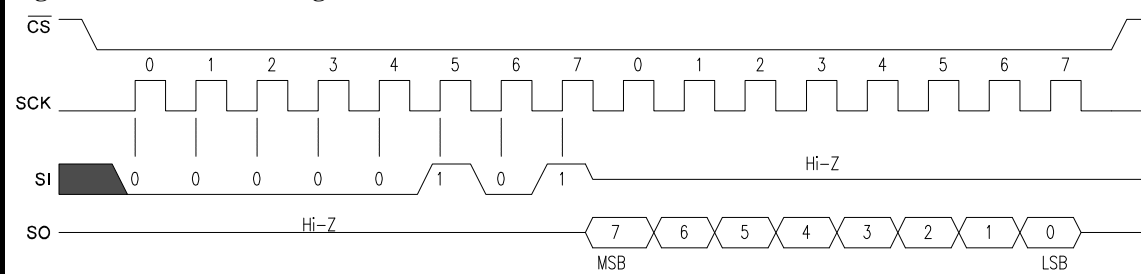 CS
0 1 2 3 4 5 6 7 0 1 2 3 4 5 6 7
SCK
Hi-Z
SI 0 0 0 0 0 1 0 1
Hi-Z
SO 7 6 5 4 3 2 1 0
MSB LSB